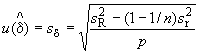 u(δ̂) = s_δ̂ = √((s_R² − (1−1/n)s_r²)/p)